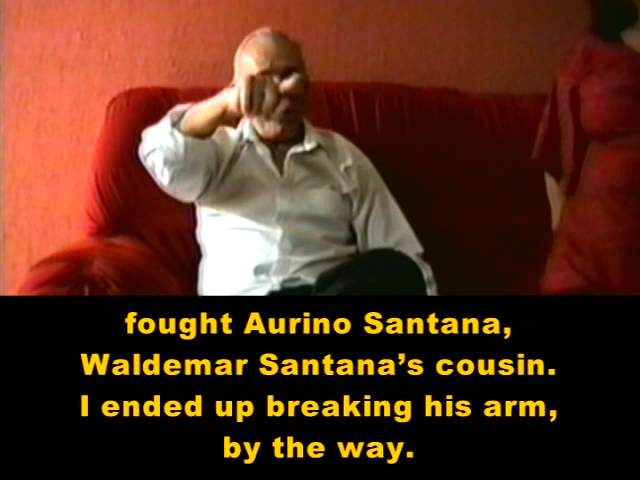 fought Aurino Santana,
Waldemar Santana’s cousin.
I ended up breaking his arm,
by the way.